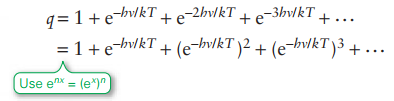 q = 1 + e^{-hν/kT} + e^{-2hν/kT} + e^{-3hν/kT} + ···
= 1 + e^{-hν/kT} + (e^{-hν/kT})2 + (e^{-hν/kT})3 + ···
Use e^{nx} = (e^x)^n